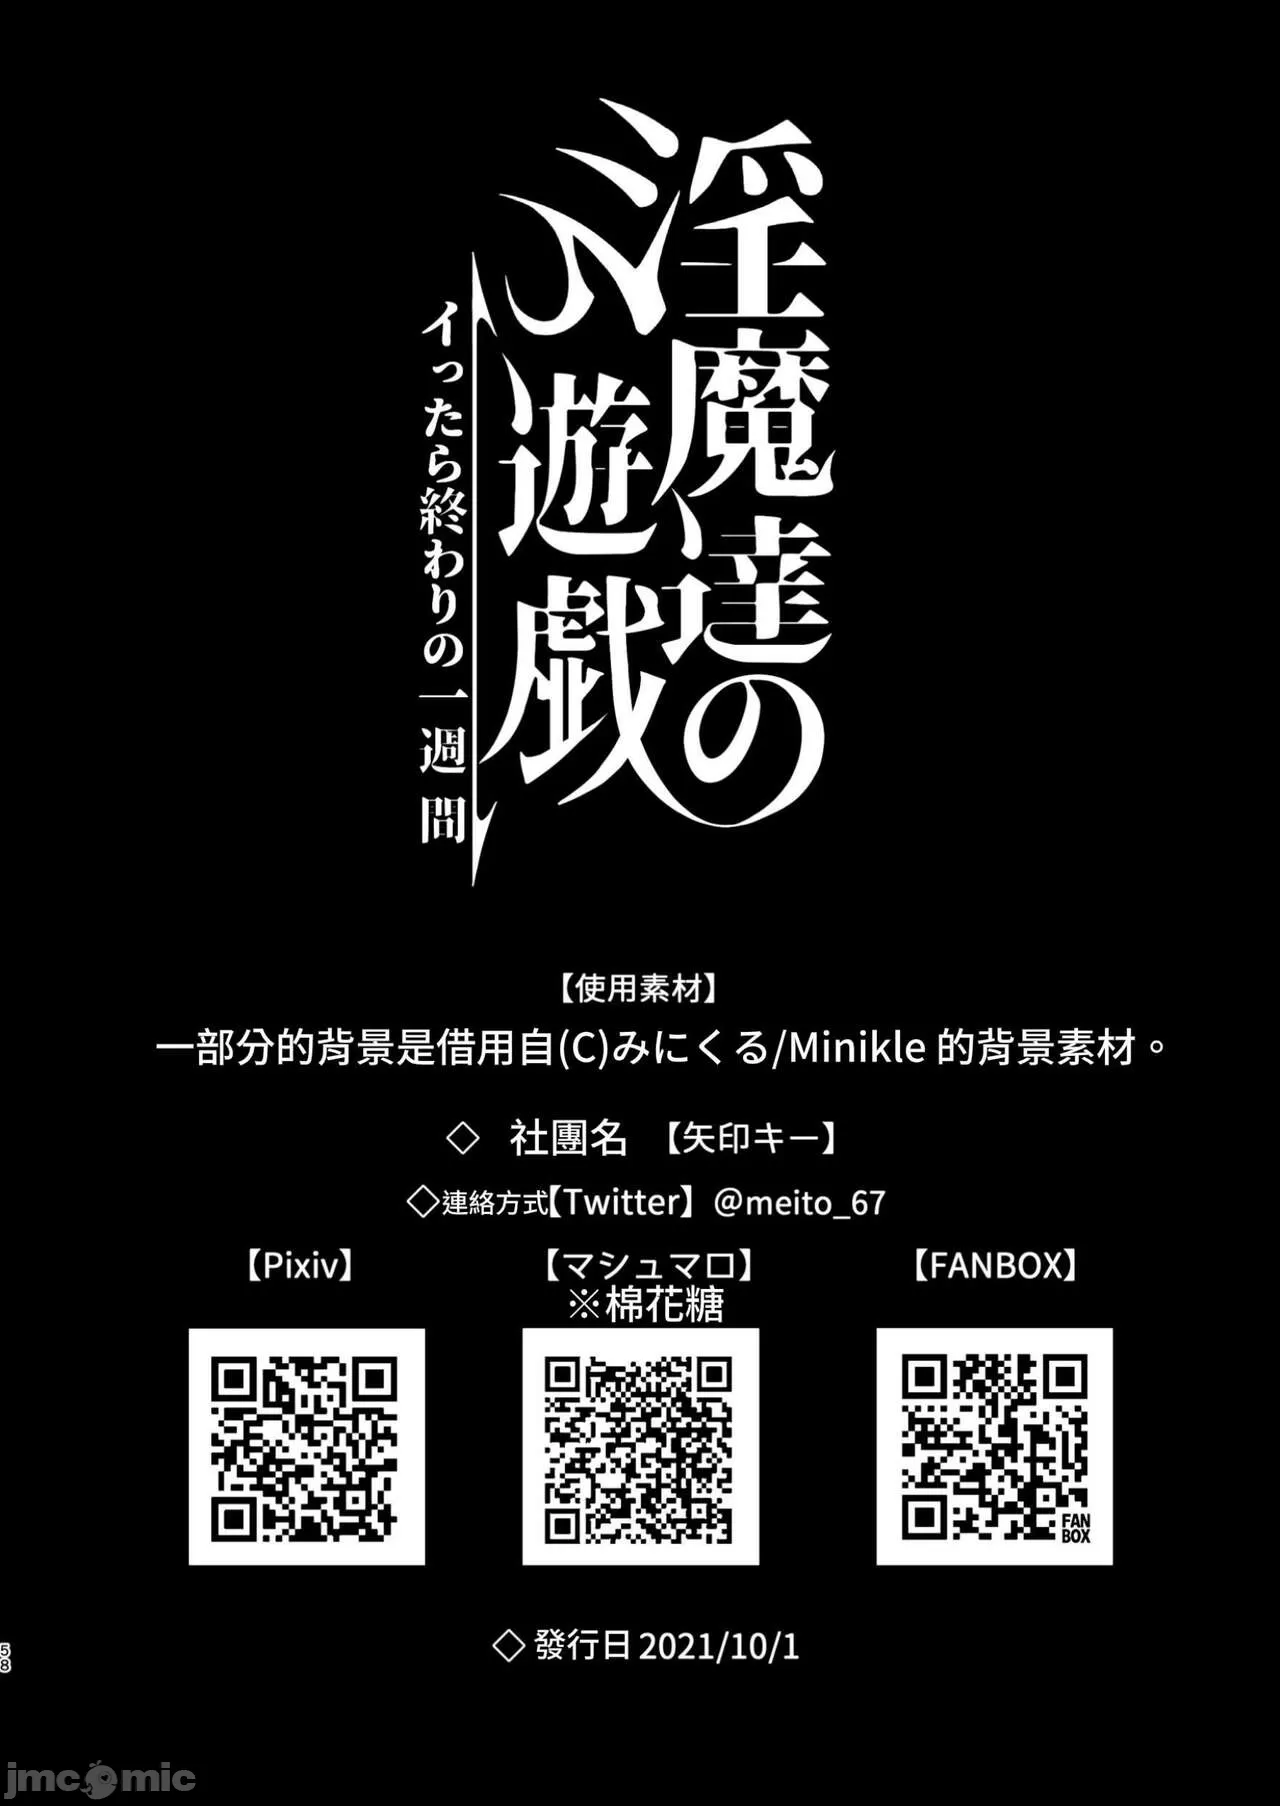 淫魔達の
遊戯
イったら終わりの一週間
【使用素材】
一部分的背景是借用自(C)みにくる/Minikle 的背景素材。
◇ 社團名 【矢印キー】
◇連絡方式【Twitter】@meito_67
【Pixiv】
【マシュマロ】
※棉花糖
【FANBOX】
FAN
BOX
◇ 發行日 2021/10/1
58
jmcomic